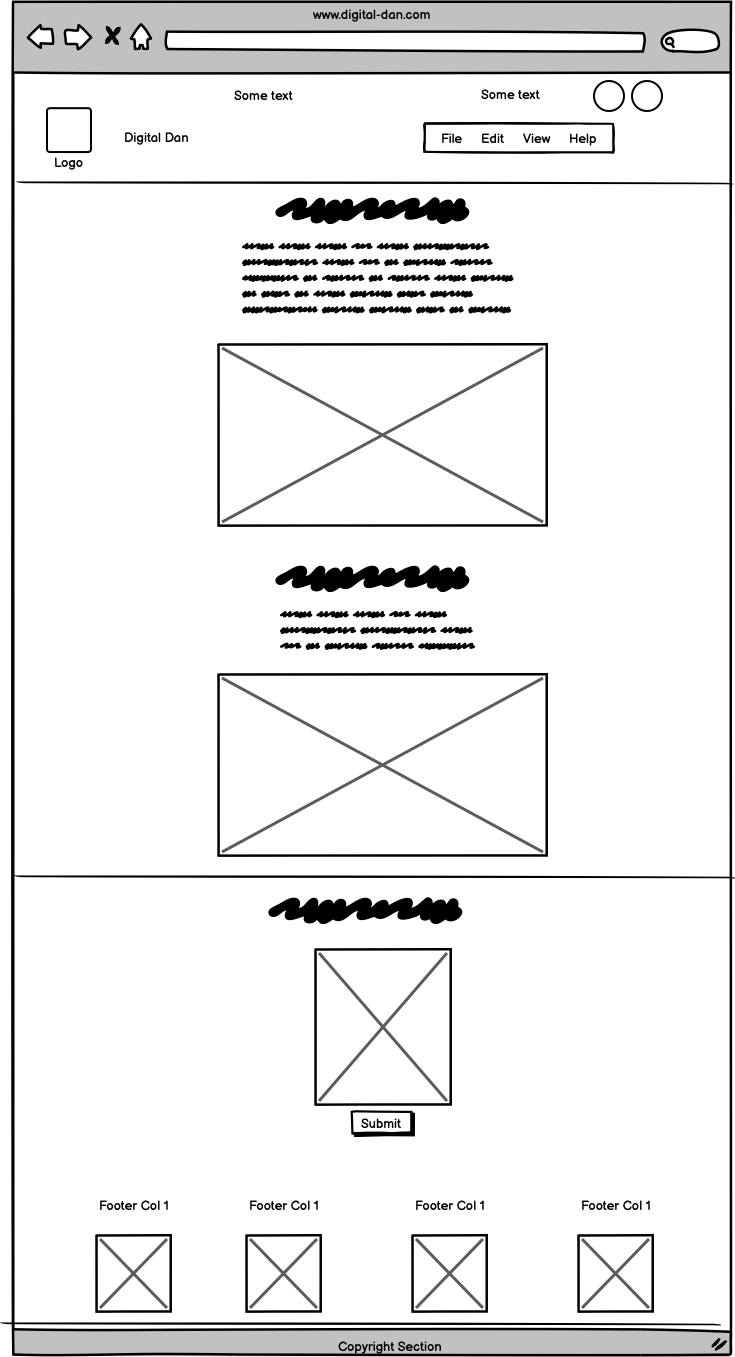 www.digital-dan.com
Some text
Some text
Digital Dan
File Edit View Help
Logo
Submit
Footer Col 1
Footer Col 1
Footer Col 1
Footer Col 1
Copyright Section